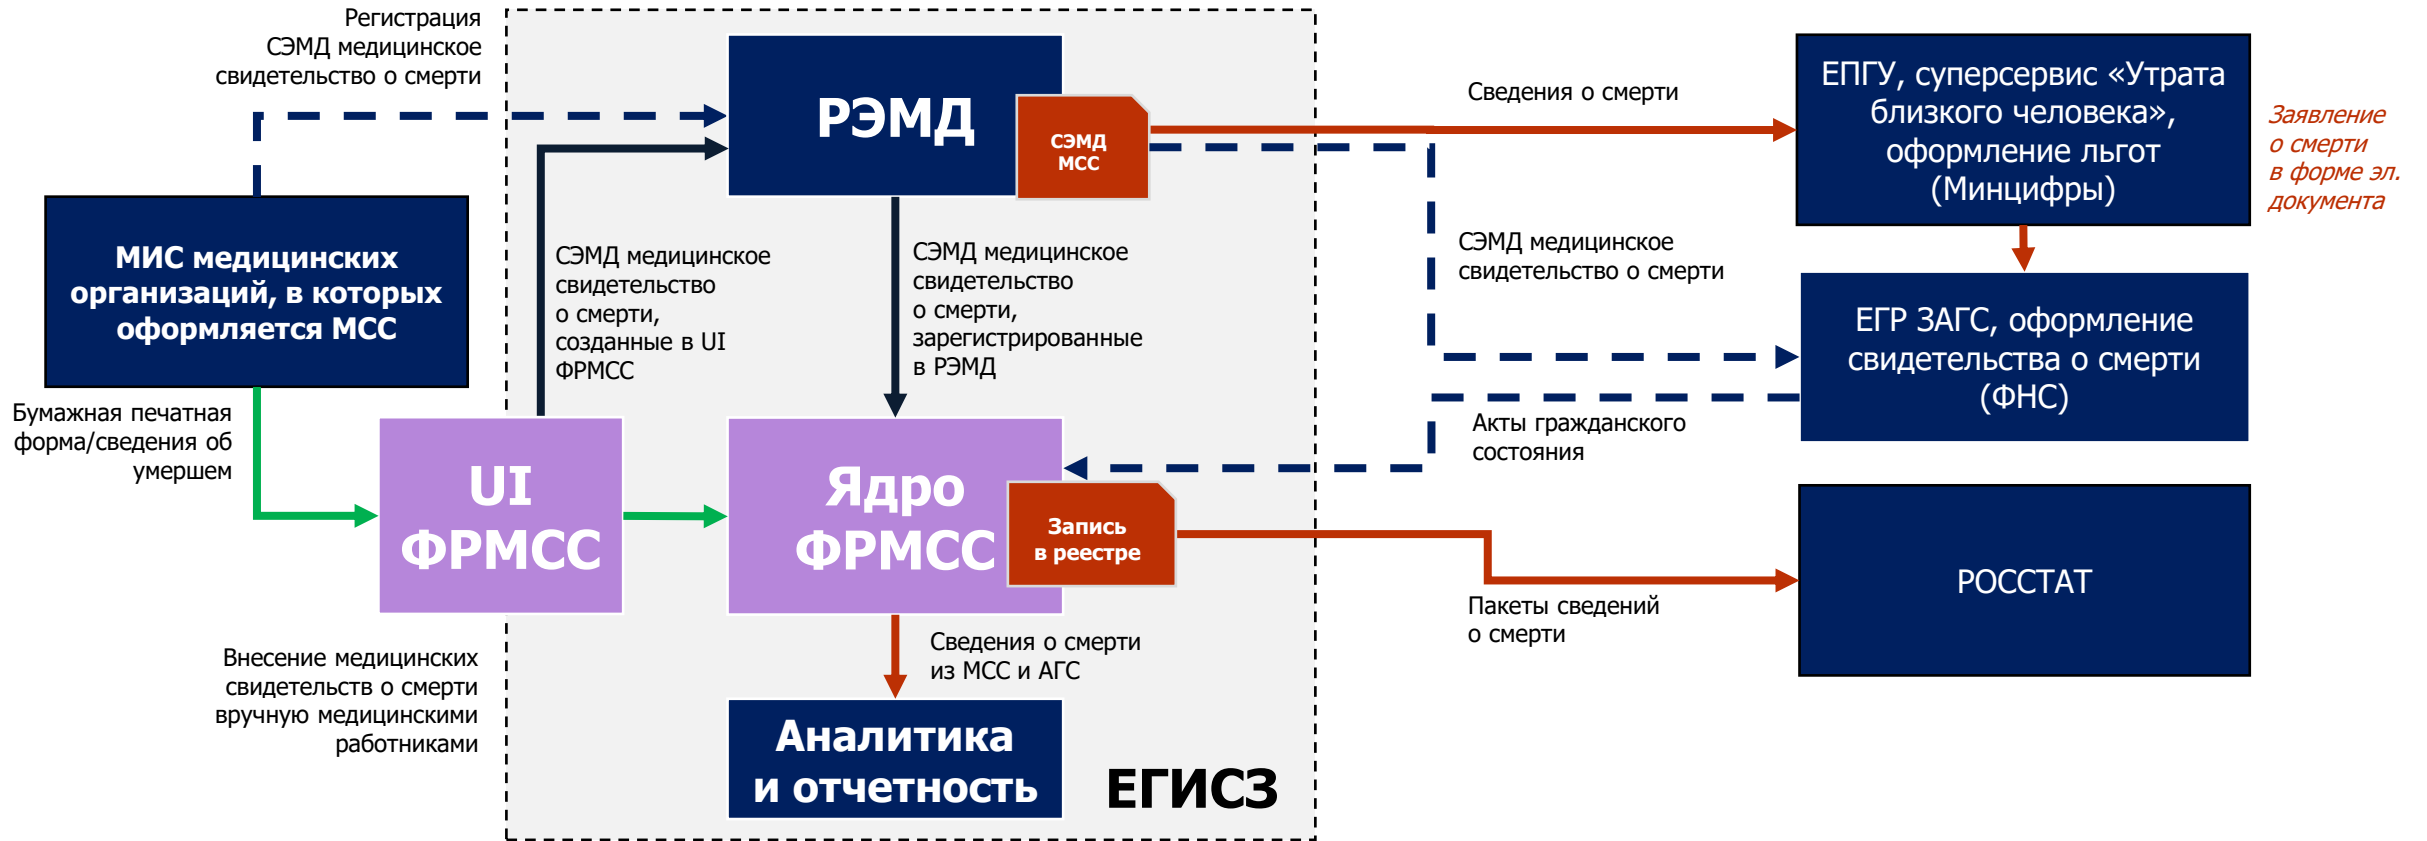 Регистрация
СЭМД медицинское
свидетельство о смерти
РЭМД
СЭМД
МСС
Сведения о смерти
ЕПГУ, суперсервис «Утрата
близкого человека»,
оформление льгот
(Минцифры)
Заявление
о смерти
в форме эл.
документа
МИС медицинских
организаций, в которых
оформляется МСС
СЭМД медицинское
свидетельство
о смерти,
созданные в UI
ФРМСС
СЭМД медицинское
свидетельство
о смерти,
зарегистрированные
в РЭМД
СЭМД медицинское
свидетельство о смерти
ЕГР ЗАГС, оформление
свидетельства о смерти
(ФНС)
Бумажная печатная
форма/сведения об
умершем
UI
ФРМСС
Ядро
ФРМСС
Запись
в реестре
Акты гражданского
состояния
Пакеты сведений
о смерти
РОССТАТ
Внесение медицинских
свидетельств о смерти
вручную медицинскими
работниками
Сведения о смерти
из МСС и АГС
Аналитика
и отчетность
ЕГИСЗ